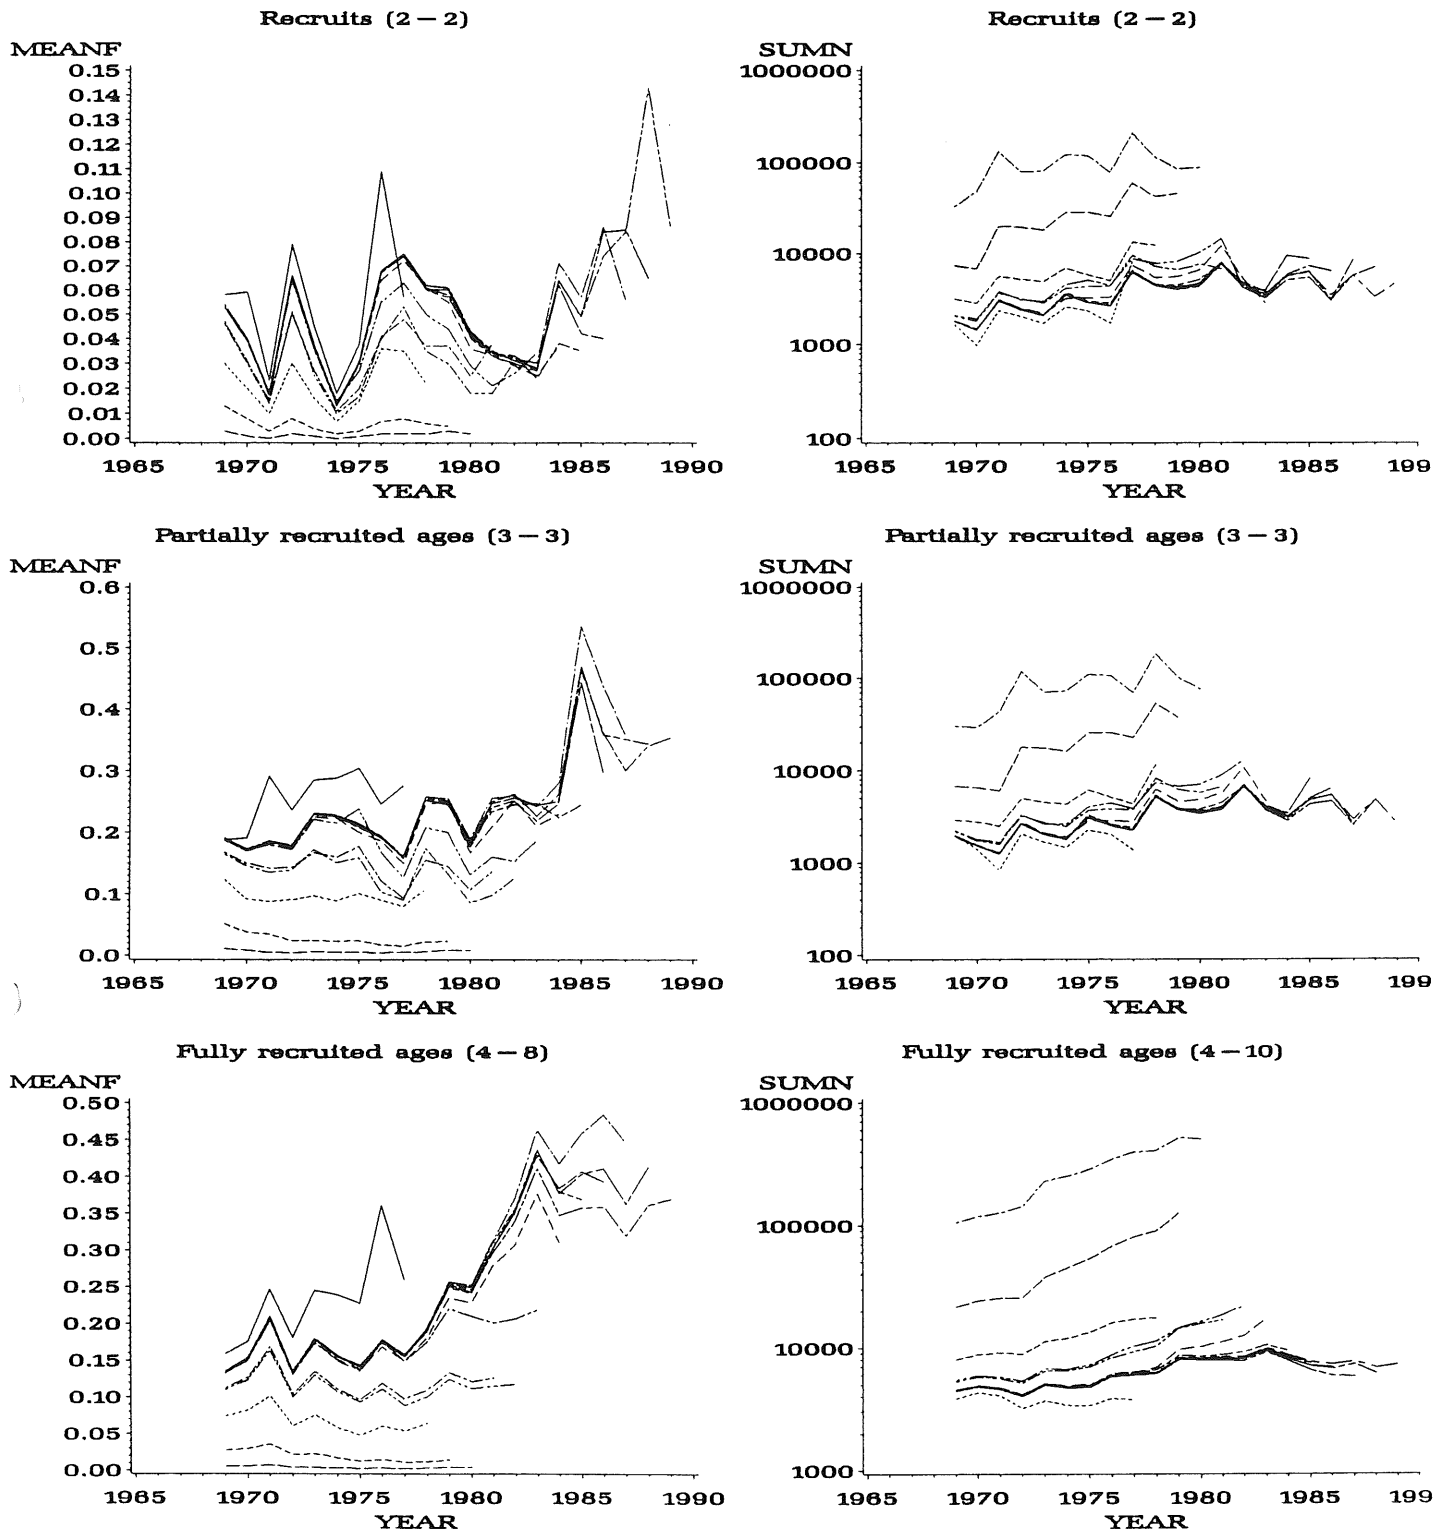 Recruits (2 — 2)
MEANF
0.15
0.14
0.13
0.12
0.11
0.10
0.09
0.08
0.07
0.06
0.05
0.04
0.03
0.02
0.01
0.00
1965 1970 1975 1980 1985 1990
YEAR
Recruits (2 — 2)
SUMN
1000000
100000
10000
1000
100
1965 1970 1975 1980 1985 199
YEAR
Partially recruited ages (3 — 3)
MEANF
0.6
0.5
0.4
0.3
0.2
0.1
0.0
1965 1970 1975 1980 1985 1990
YEAR
Partially recruited ages (3 — 3)
SUMN
1000000
100000
10000
1000
100
1965 1970 1975 1980 1985 199
YEAR
Fully recruited ages (4 — 8)
MEANF
0.50
0.45
0.40
0.35
0.30
0.25
0.20
0.15
0.10
0.05
0.00
1965 1970 1975 1980 1985 1990
YEAR
Fully recruited ages (4 — 10)
SUMN
1000000
100000
10000
1000
1965 1970 1975 1980 1985 199
YEAR